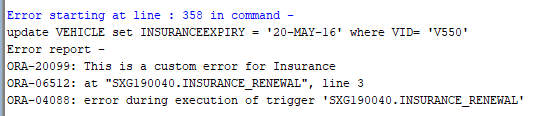 Error starting at line : 358 in command -
update VEHICLE set INSURANCEEXPIRY = '20-MAY-16' where VID= 'V550'
Error report -
ORA-20099: This is a custom error for Insurance
ORA-06512: at "SXG190040.INSURANCE_RENEWAL", line 3
ORA-04088: error during execution of trigger 'SXG190040.INSURANCE_RENEWAL'